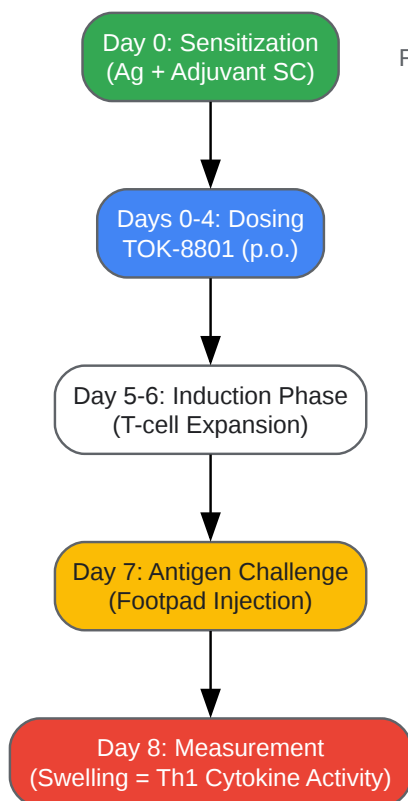 Day 0: Sensitization
(Ag + Adjuvant SC)
Days 0-4: Dosing
TOK-8801 (p.o.)
Day 5-6: Induction Phase
(T-cell Expansion)
Day 7: Antigen Challenge
(Footpad Injection)
Day 8: Measurement
(Swelling = Th1 Cytokine Activity)